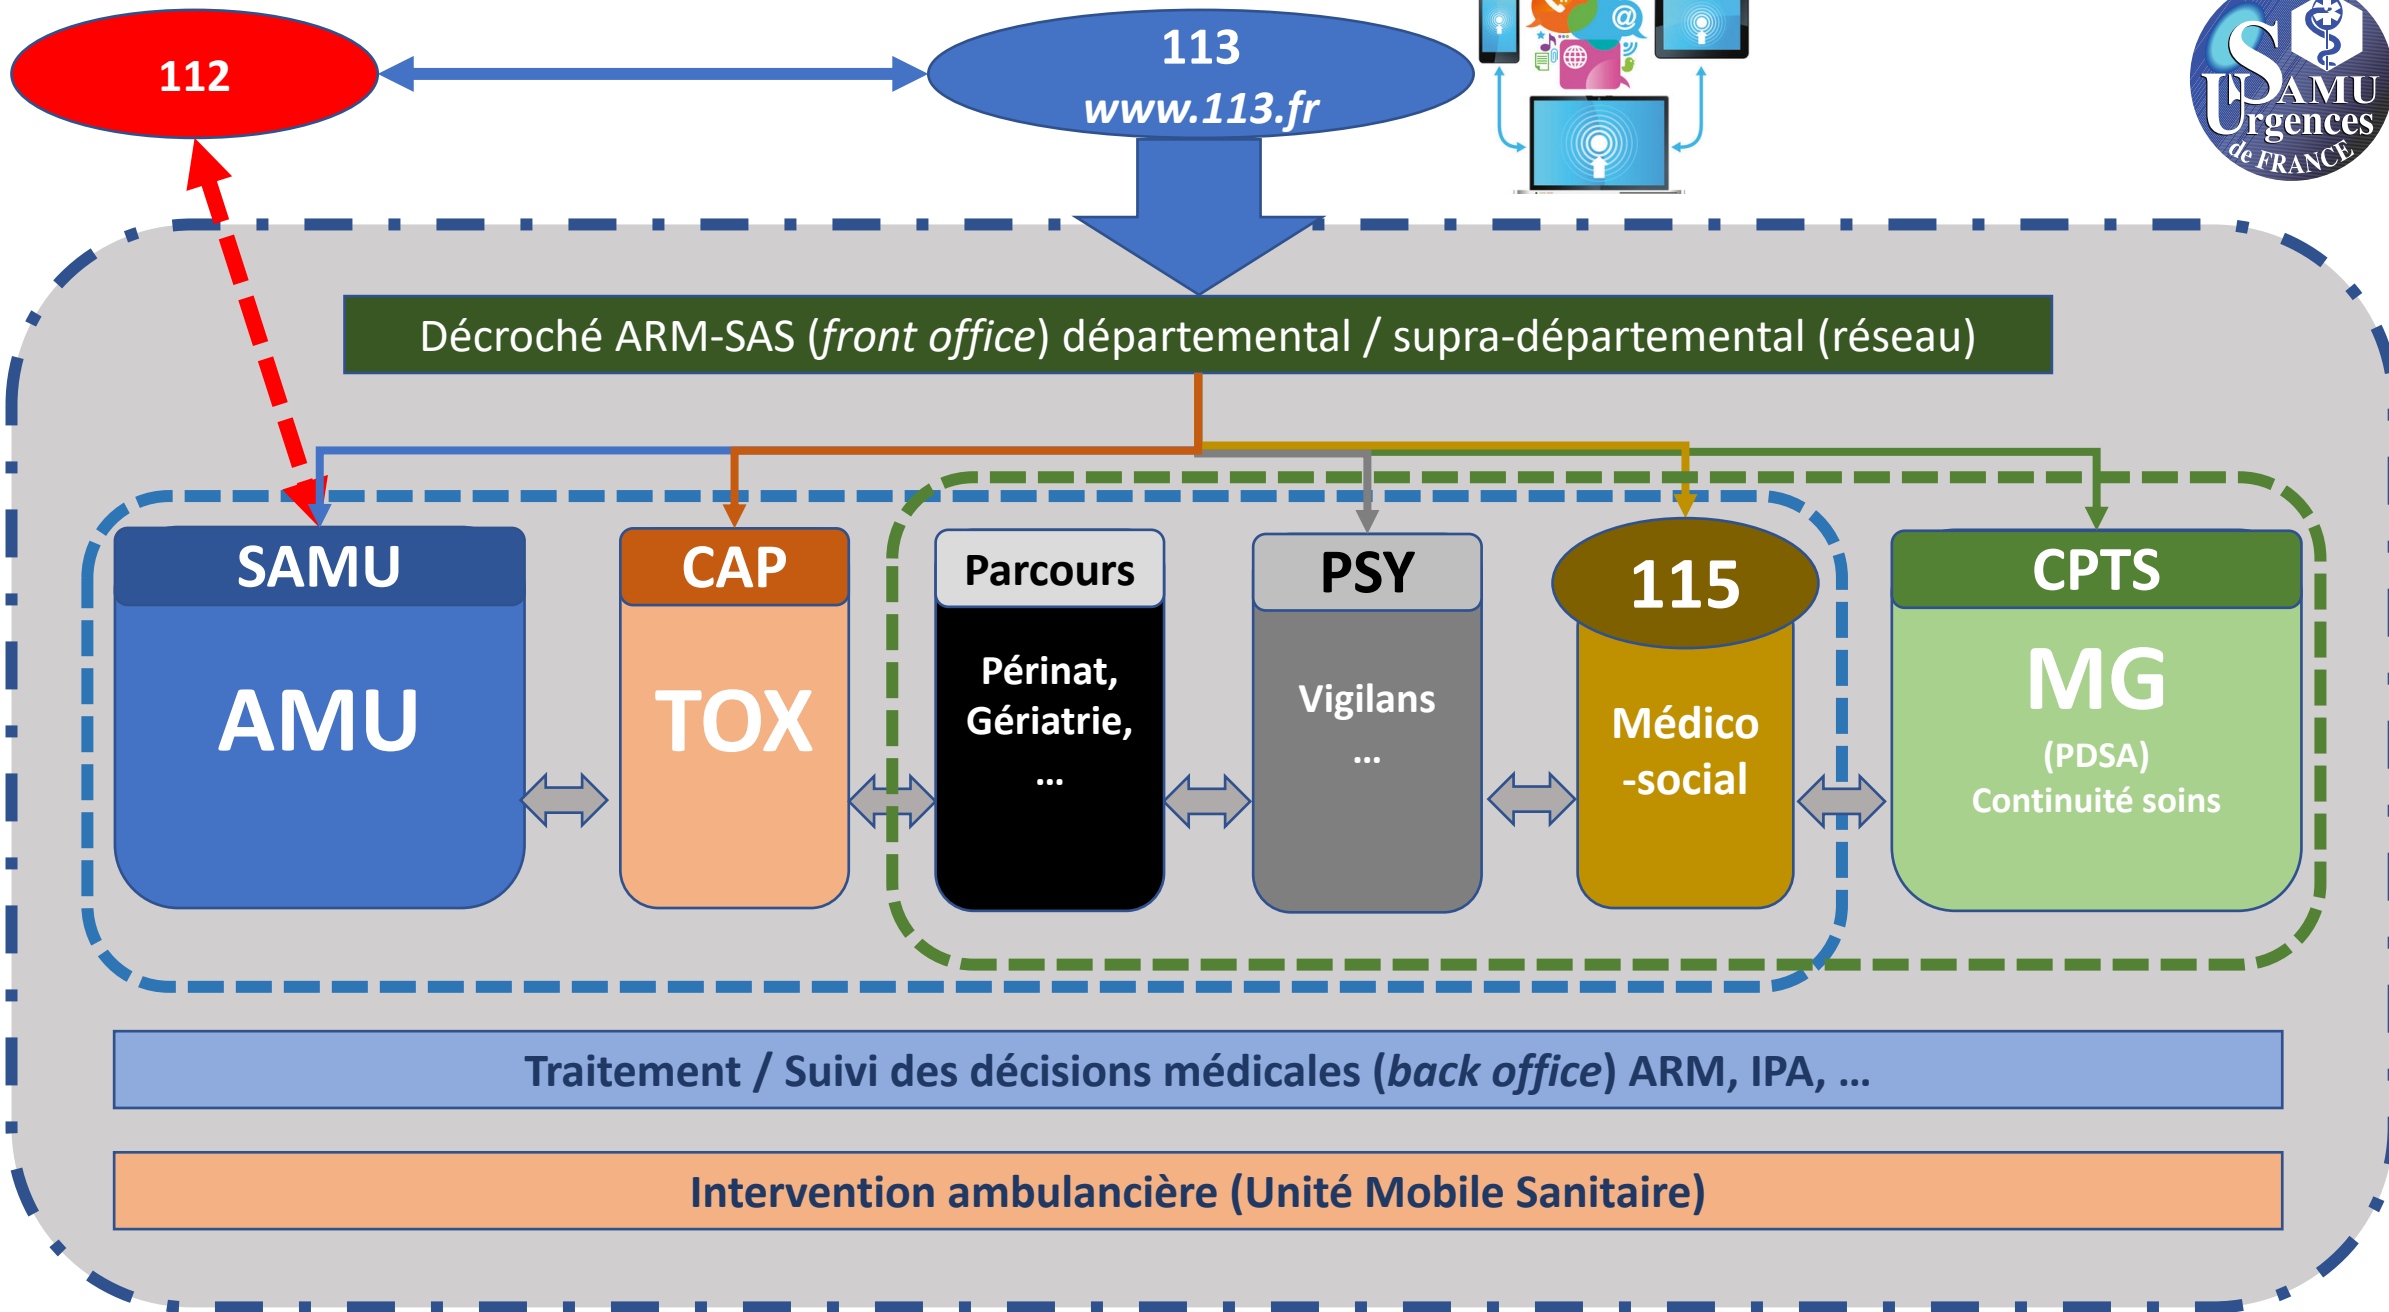 112
113
www.113.fr
@
SAMU
Urgences
de FRANCE
Décroché ARM-SAS (front office) départemental / supra-départemental (réseau)
SAMU
AMU
CAP
TOX
Parcours
Périnat,
Gériatrie,
...
PSY
Vigilans
...
115
Médico
-social
CPTS
MG
(PDSA)
Continuité soins
Traitement / Suivi des décisions médicales (back office) ARM, IPA, ...
Intervention ambulancière (Unité Mobile Sanitaire)